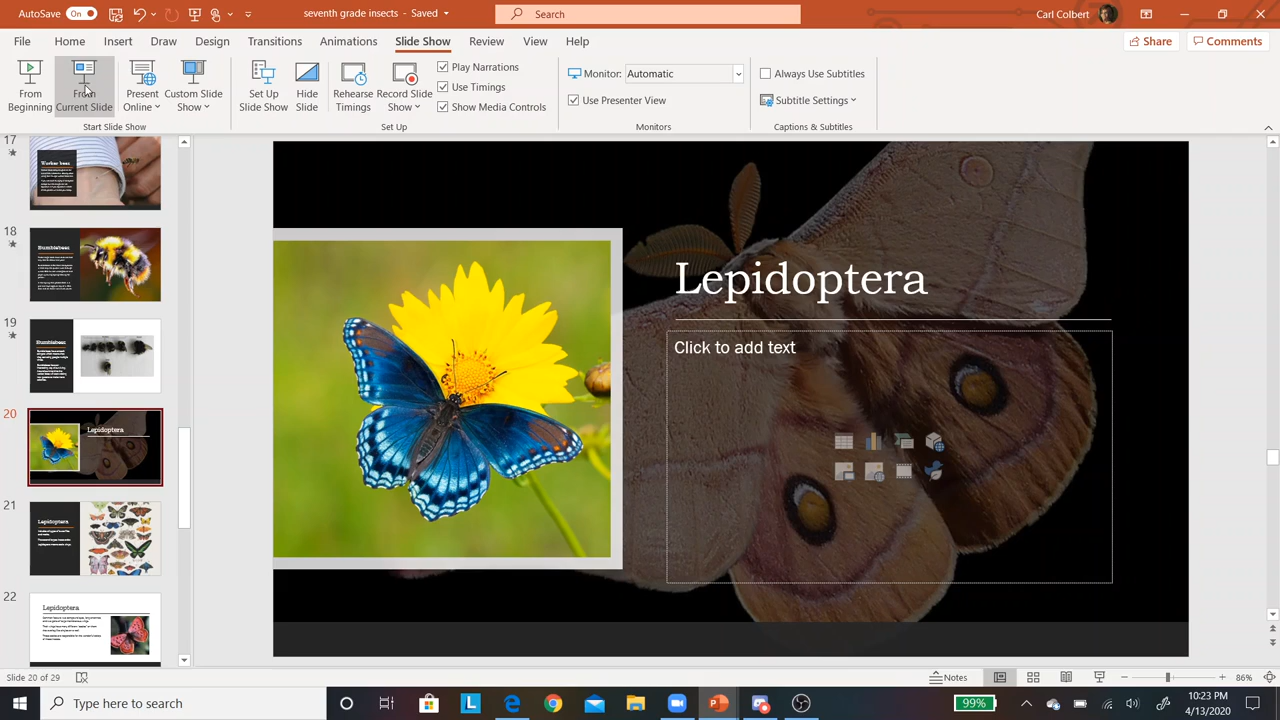 AutoSave On seventh grade insects - Saved Search Carl Colbert
File Home Insert Draw Design Transitions Animations Slide Show Review View Help Share Comments
From Beginning
From Current Slide
Present Online
Custom Slide Show
Set Up Slide Show
Hide Slide
Rehearse Timings
Record Slide Show
Play Narrations
Use Timings
Show Media Controls
Monitor: Automatic
Use Presenter View
Always Use Subtitles
Subtitle Settings
Start Slide Show Set Up Monitors Captions & Subtitles
17
Worker bees
18
Bumblebees
19
Bumblebees
20
Lepidoptera
21
Lepidoptera
22
Lepidoptera
Lepidoptera
Click to add text
Slide 20 of 29 Notes 86%
Type here to search 99% 10:23 PM
4/13/2020